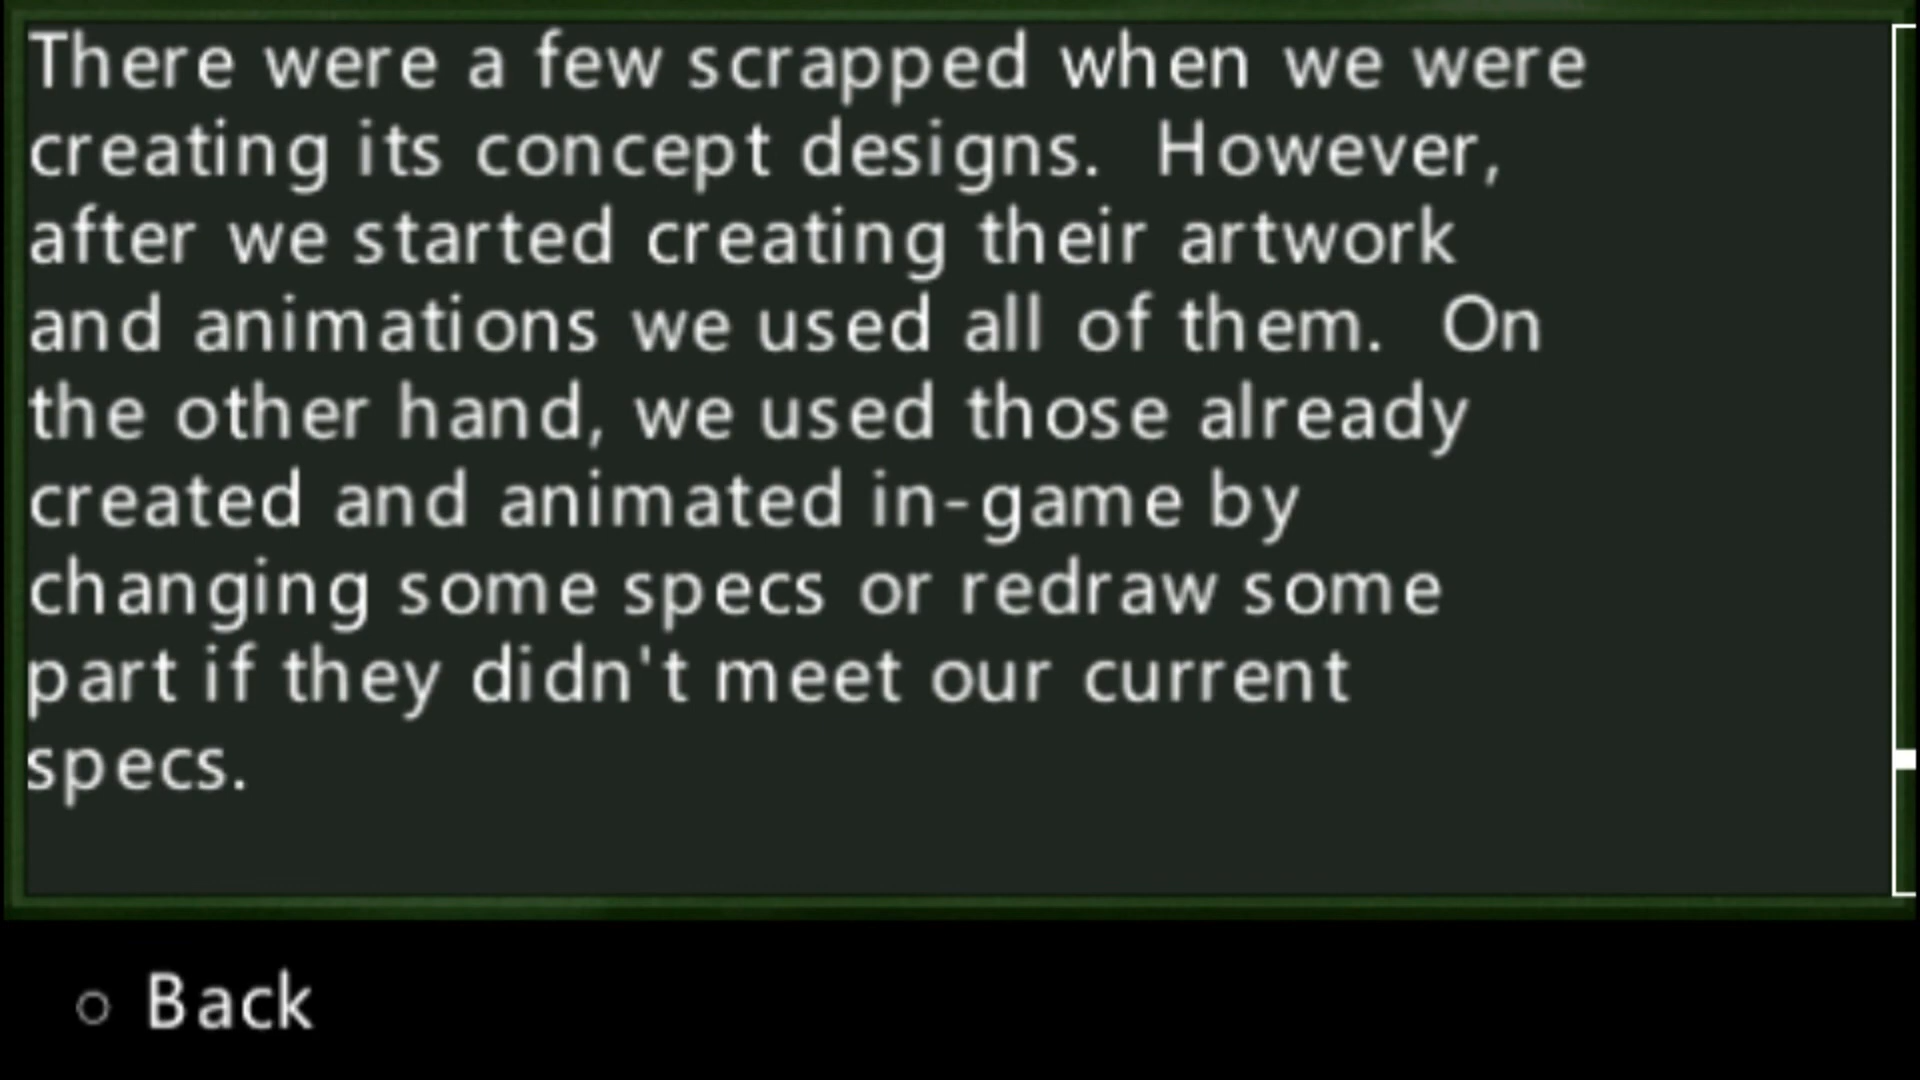 There were a few scrapped when we were
creating its concept designs.  However,
after we started creating their artwork
and animations we used all of them.  On
the other hand, we used those already
created and animated in-game by
changing some specs or redraw some
part if they didn't meet our current
specs.
Back